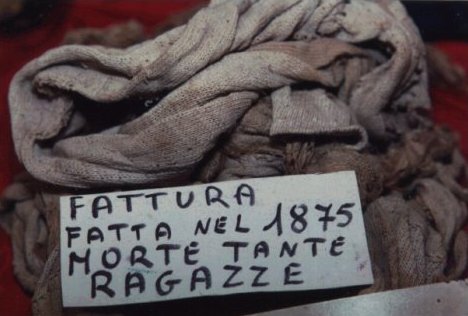 FATTURA
FATTA NEL 1875
MORTE TANTE
RAGAZZE